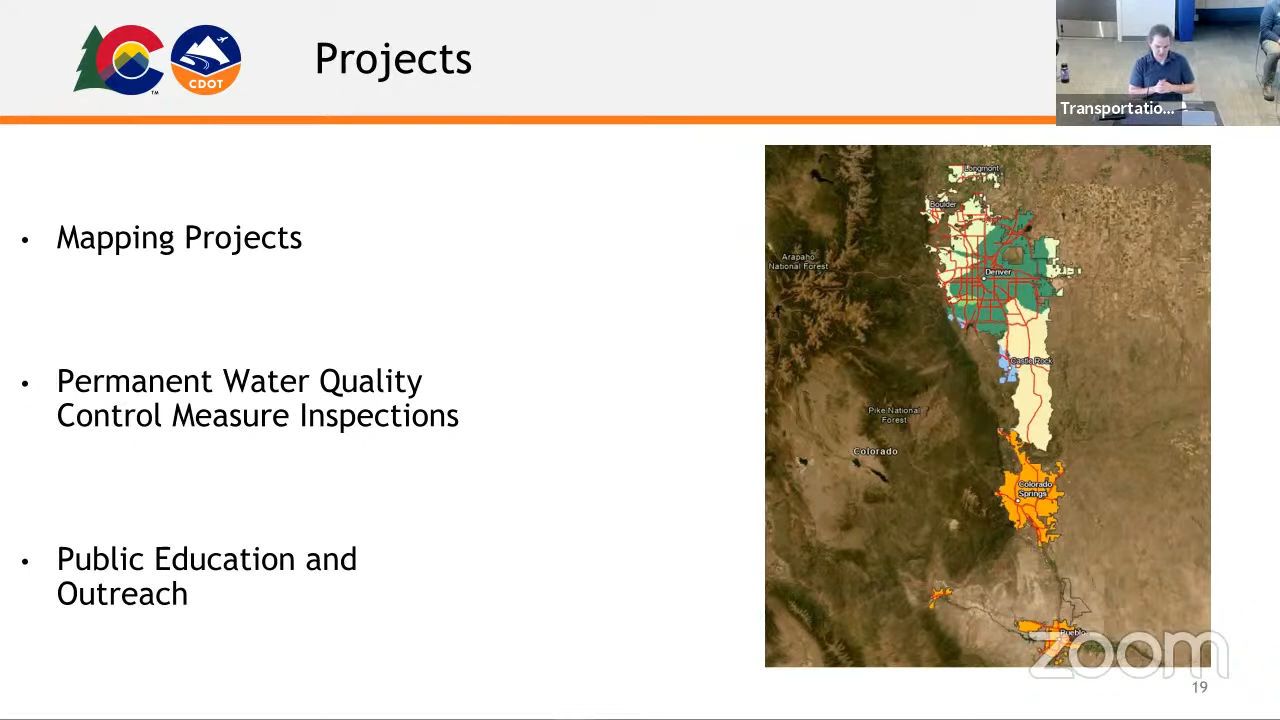 Projects
CDOT
TM
Transportatio...
• Mapping Projects
• Permanent Water Quality
Control Measure Inspections
• Public Education and
Outreach
Longmont
Boulder
Arapaho
National Forest
Denver
Castle Rock
Pike National
Forest
Colorado
Colorado
Springs
Pueblo
zoom
19